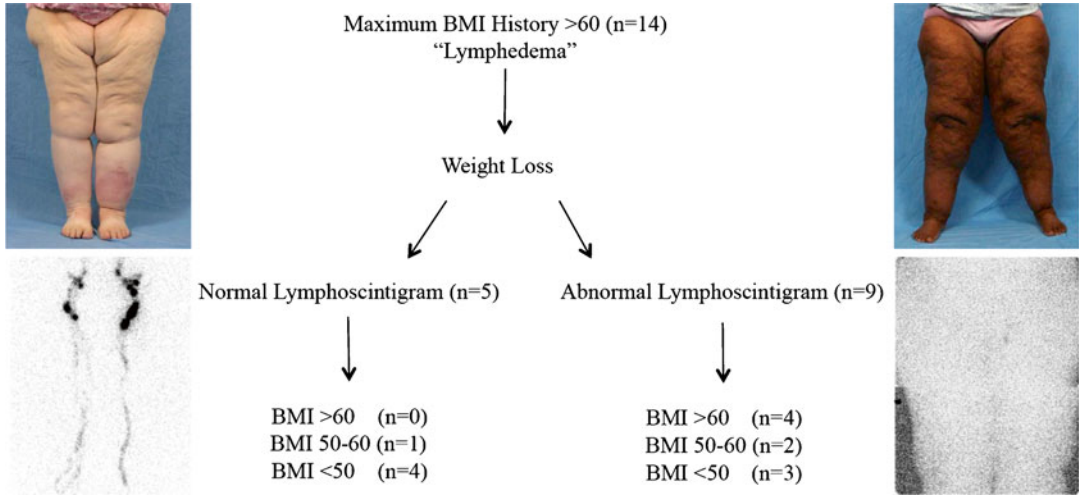 Maximum BMI History >60 (n=14)
“Lymphedema”
Weight Loss
Normal Lymphoscintigram (n=5)
Abnormal Lymphoscintigram (n=9)
BMI >60 (n=0)
BMI 50-60 (n=1)
BMI <50 (n=4)
BMI >60 (n=4)
BMI 50-60 (n=2)
BMI <50 (n=3)